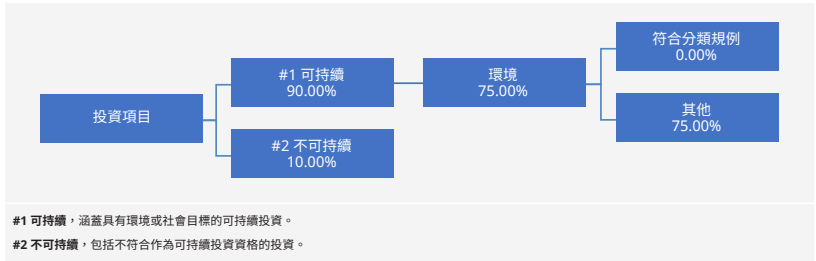 投資項目
#1 可持續
90.00%
#2 不可持續
10.00%
環境
75.00%
符合分類規例
0.00%
其他
75.00%
#1 可持續，涵蓋具有環境或社會目標的可持續投資。
#2 不可持續，包括不符合作為可持續投資資格的投資。